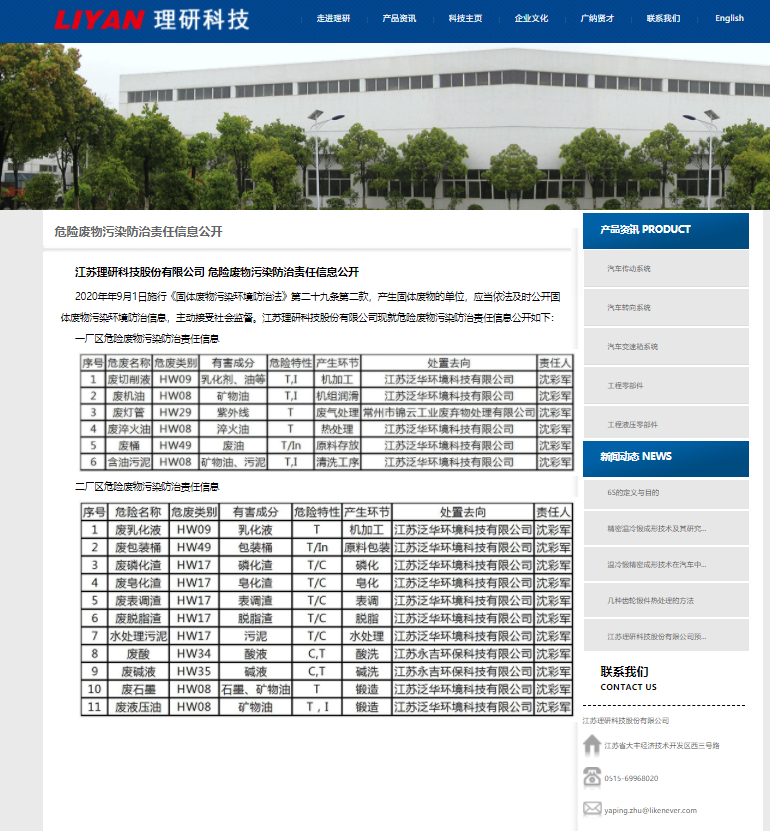 LIYAN 理研科技
走进理研 产品资讯 科技主页 企业文化 广纳贤才 联系我们 English
危险废物污染防治责任信息公开
江苏理研科技股份有限公司 危险废物污染防治责任信息公开
2020年年9月1日施行《固体废物污染环境防治法》第二十九条第二款，产生固体废物的单位，应当依法及时公开固
体废物污染环境防治信息，主动接受社会监督。江苏理研科技股份有限公司现就危险废物污染防治责任信息公开如下：
一厂区危险废物污染防治责任信息
序号 危废名称 危废类别 有害成分 危险特性 产生环节 处置去向 责任人
1 废切削液 HW09 乳化剂、油等 T,I 机加工 江苏泛华环境科技有限公司 沈彩军
2 废机油 HW08 矿物油 T,I 机组润滑 江苏泛华环境科技有限公司 沈彩军
3 废灯管 HW29 紫外线 T 废气处理 常州市锦云工业废弃物处理有限公司 沈彩军
4 废淬火油 HW08 淬火油 T 热处理 江苏泛华环境科技有限公司 沈彩军
5 废桶 HW49 废油 T/In 原料存放 江苏泛华环境科技有限公司 沈彩军
6 含油污泥 HW08 矿物油、污泥 T,I 清洗工序 江苏泛华环境科技有限公司 沈彩军
二厂区危险废物污染防治责任信息
序号 危险名称 危废类别 有害成分 危险特性 产生环节 处置去向 责任人
1 废乳化液 HW09 乳化液 T 机加工 江苏泛华环境科技有限公司 沈彩军
2 废包装桶 HW49 包装桶 T/In 原料包装 江苏泛华环境科技有限公司 沈彩军
3 废磷化渣 HW17 磷化渣 T/C 磷化 江苏泛华环境科技有限公司 沈彩军
4 废皂化渣 HW17 皂化渣 T/C 皂化 江苏泛华环境科技有限公司 沈彩军
5 废表调渣 HW17 表调渣 T/C 表调 江苏泛华环境科技有限公司 沈彩军
6 废脱脂渣 HW17 脱脂渣 T/C 脱脂 江苏泛华环境科技有限公司 沈彩军
7 水处理污泥 HW17 污泥 T/C 水处理 江苏泛华环境科技有限公司 沈彩军
8 废酸 HW34 酸液 C,T 酸洗 江苏永吉环保科技有限公司 沈彩军
9 废碱液 HW35 碱液 C,T 碱洗 江苏永吉环保科技有限公司 沈彩军
10 废石墨 HW08 石墨、矿物油 T 锻造 江苏泛华环境科技有限公司 沈彩军
11 废液压油 HW08 矿物油 T，I 锻造 江苏泛华环境科技有限公司 沈彩军
产品资讯 PRODUCT
汽车传动系统
汽车转向系统
汽车变速箱系统
工程零部件
工程液压零部件
新闻动态 NEWS
6S的定义与目的
精密温冷锻成形技术及其研究...
温冷锻精密成形技术在汽车中...
几种齿轮锻件热处理的方法
江苏理研科技股份有限公司预...
联系我们
CONTACT US
江苏理研科技股份有限公司
江苏省大丰经济技术开发区西三号路
0515-69968020
yaping.zhu@likenever.com